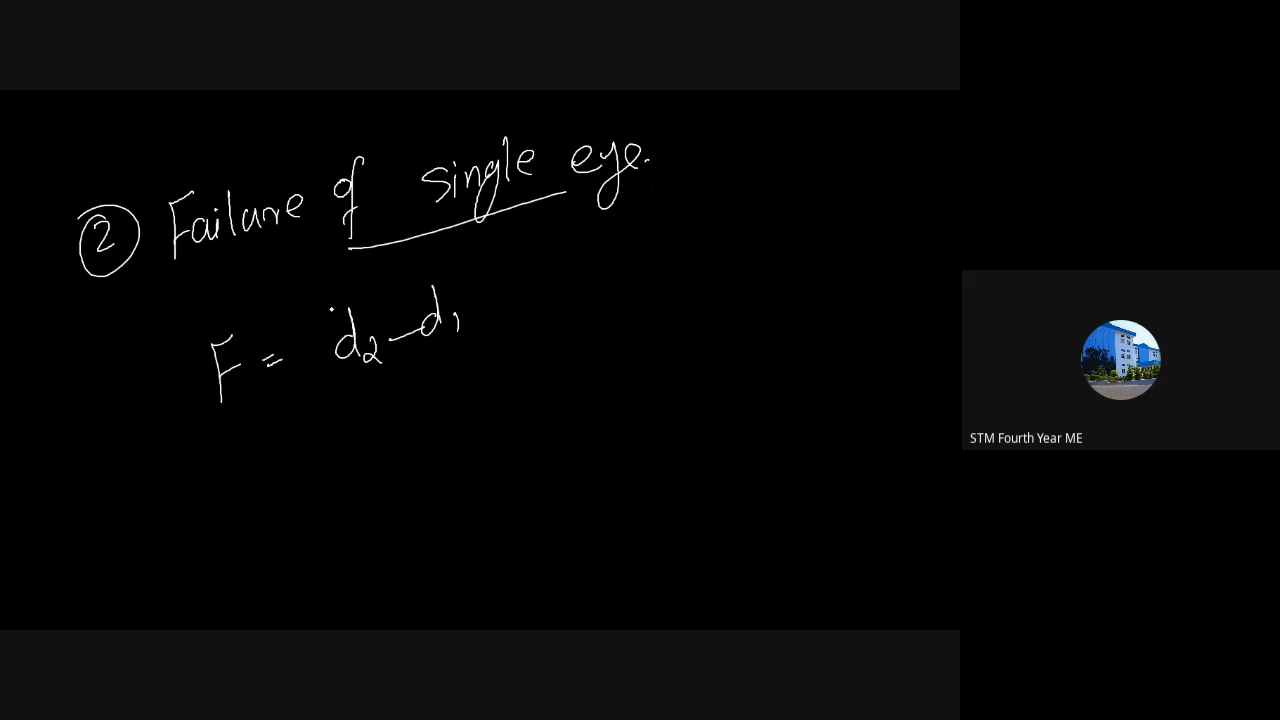 ② Failure of single eye.
F = d₂ - d₁
STM Fourth Year ME